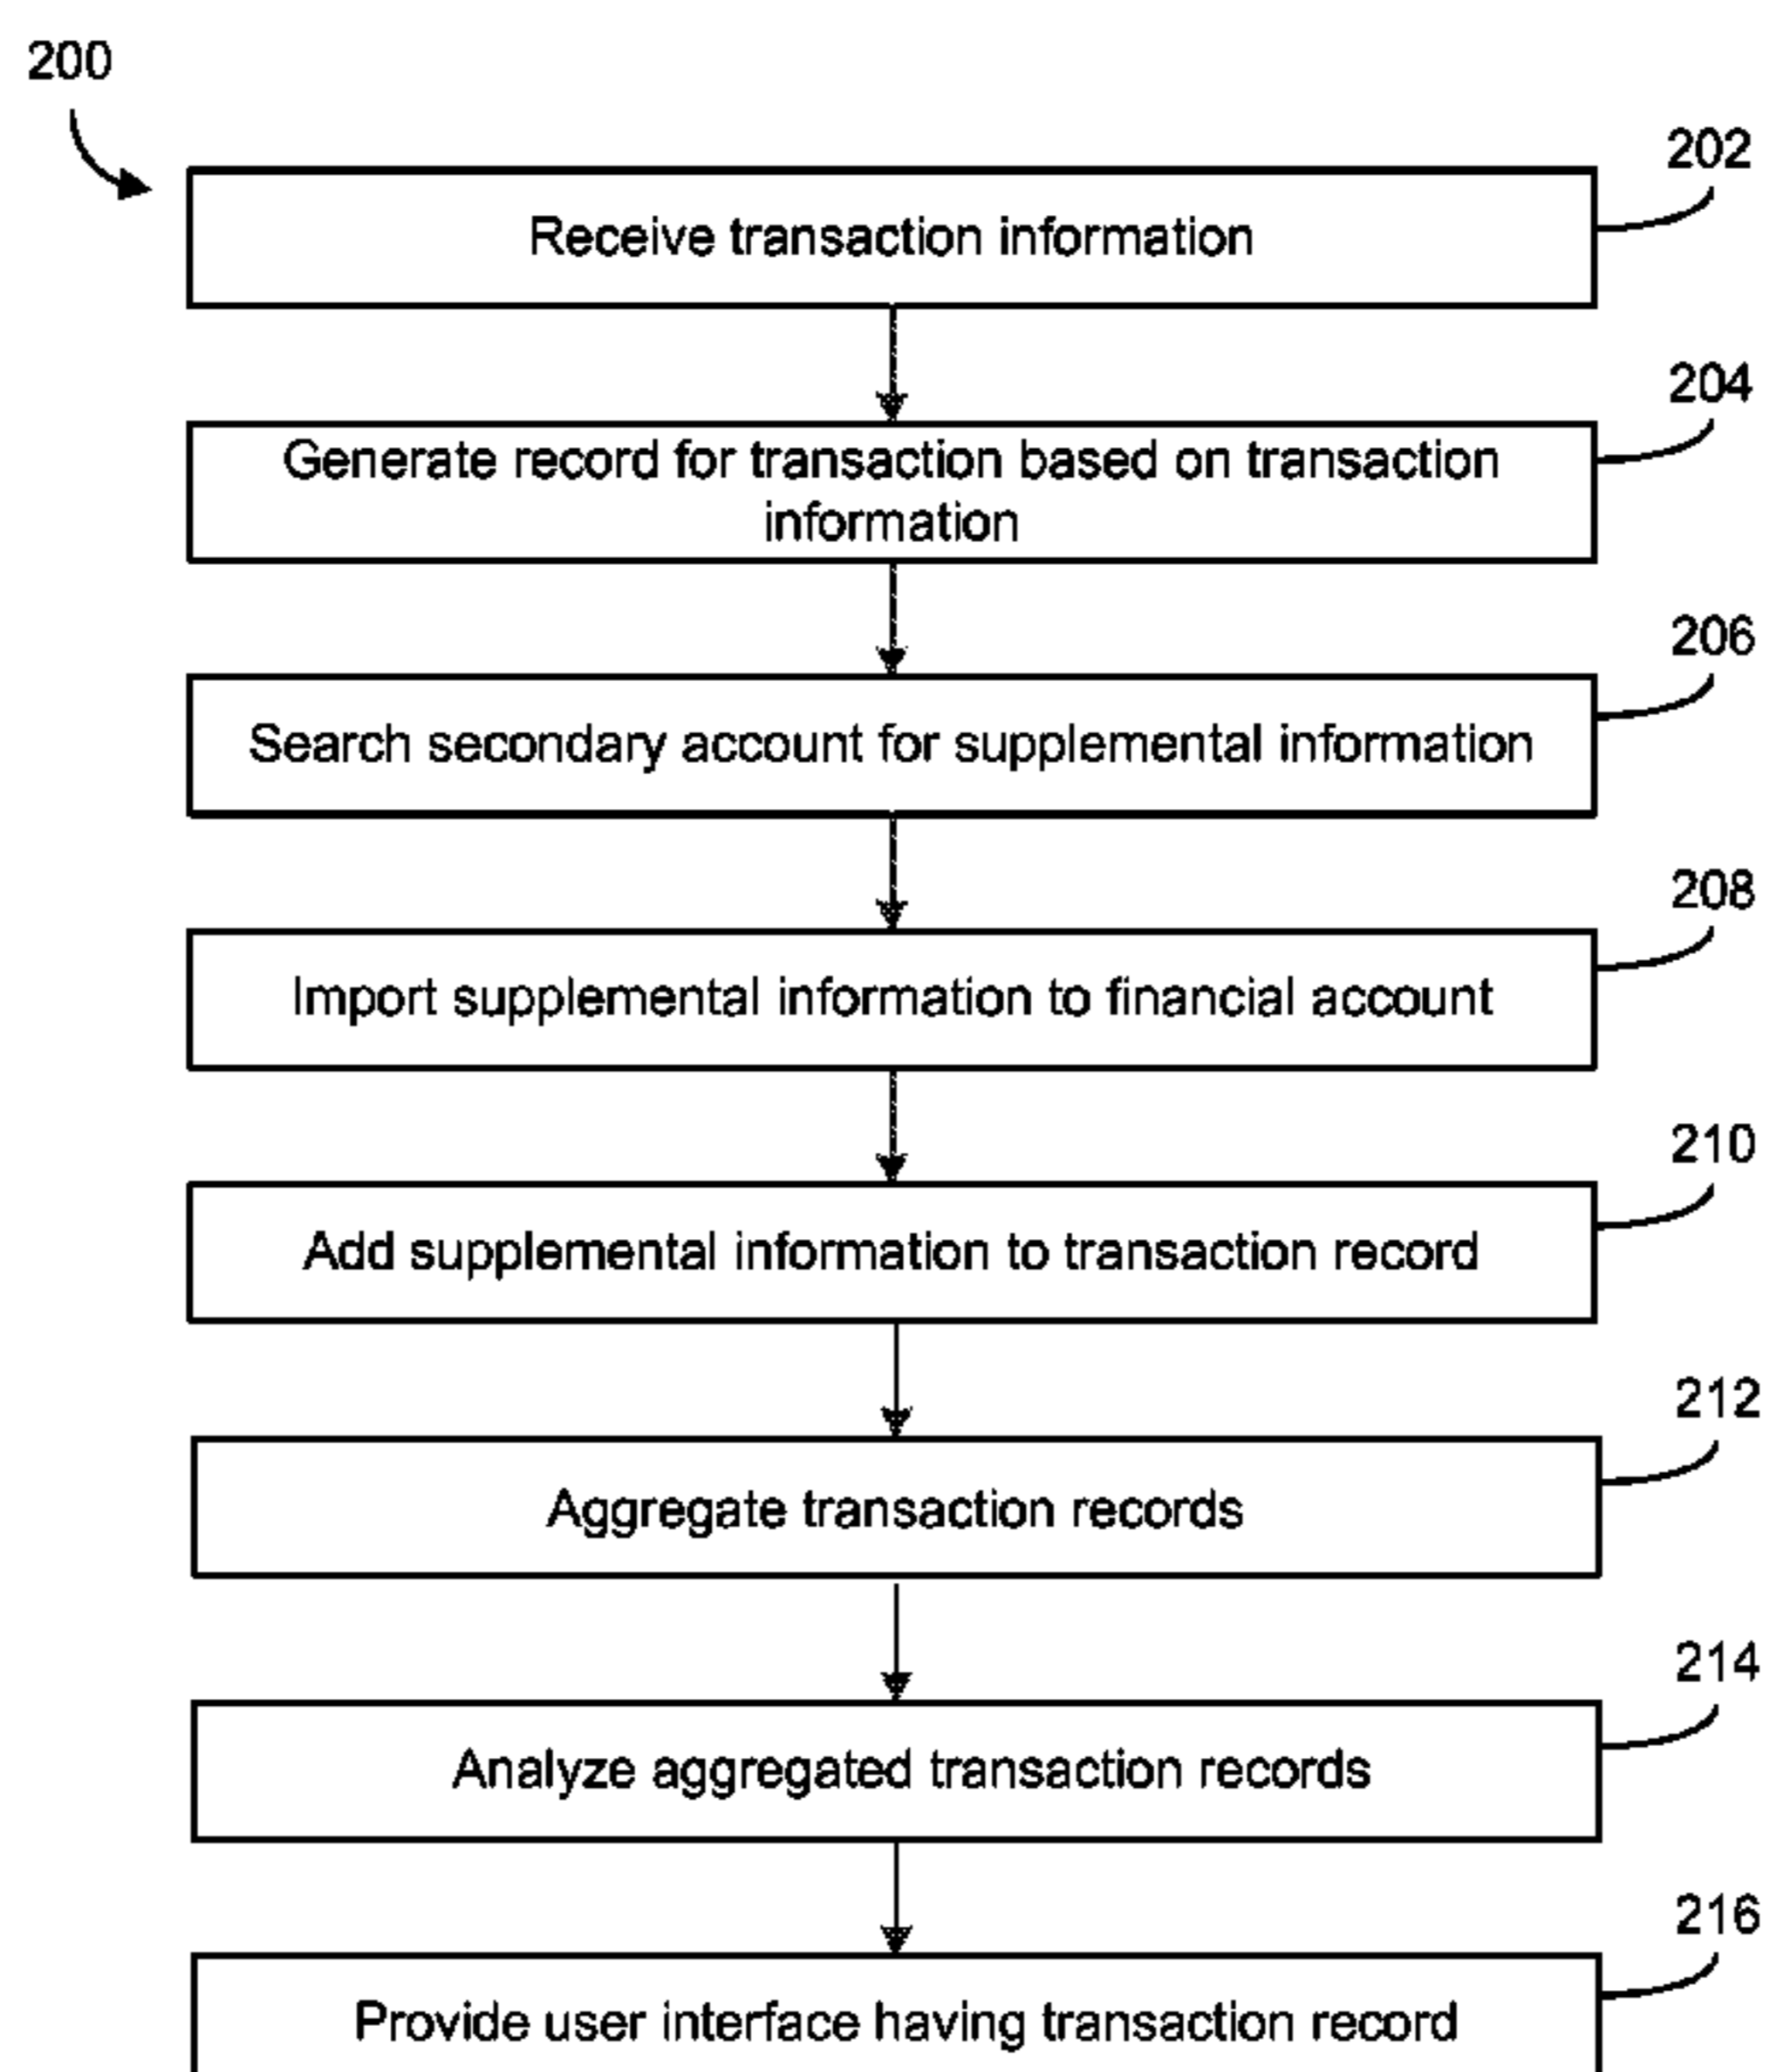 200
202
Receive transaction information
204
Generate record for transaction based on transaction
information
206
Search secondary account for supplemental information
208
Import supplemental information to financial account
210
Add supplemental information to transaction record
212
Aggregate transaction records
214
Analyze aggregated transaction records
216
Provide user interface having transaction record